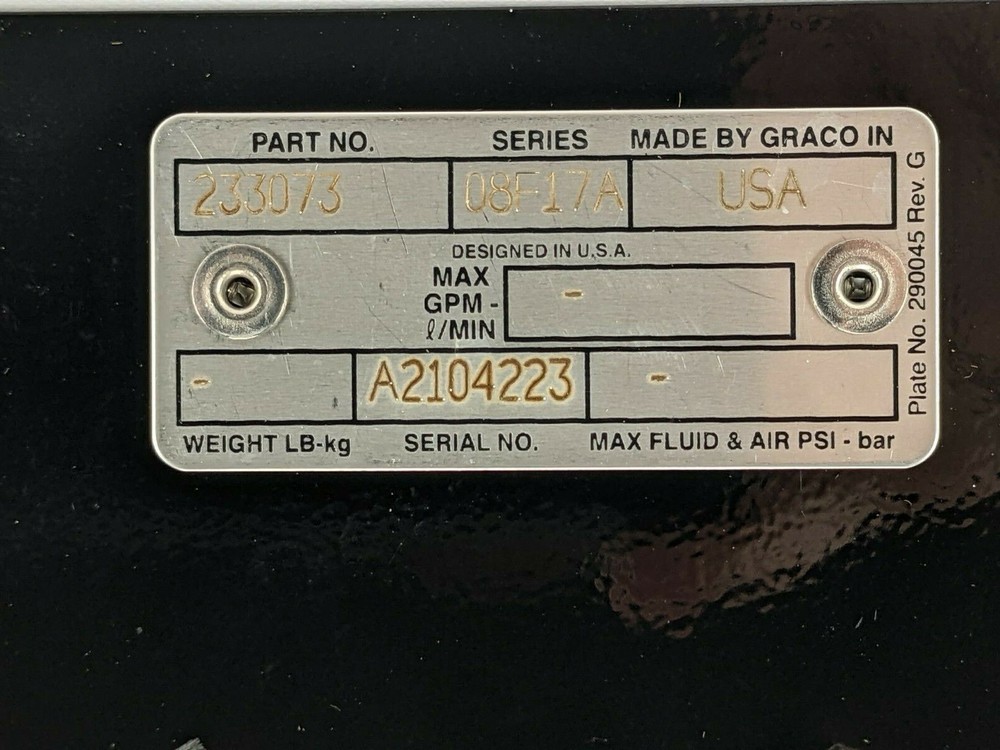 PART NO. SERIES MADE BY GRACO IN
233073 08F17A USA
DESIGNED IN U.S.A.
MAX
GPM -
ℓ/MIN
-
- A2104223 -
WEIGHT LB-kg SERIAL NO. MAX FLUID & AIR PSI - bar
Plate No. 290045 Rev. G